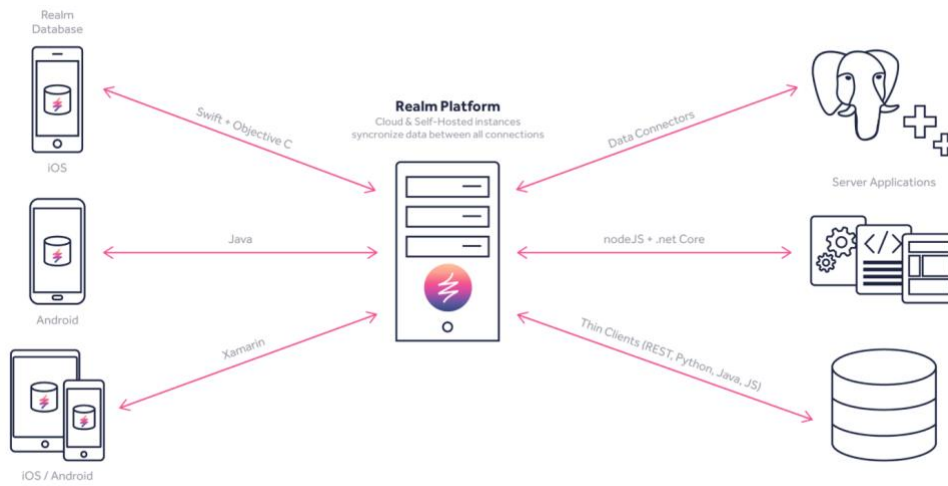 Realm
Database
iOS
Android
iOS / Android
Swift + Objective C
Java
Xamarin
Realm Platform
Cloud & Self-Hosted instances
syncronize data between all connections
Data Connectors
nodeJS + .net Core
Thin Clients (REST, Python, Java, JS)
Server Applications